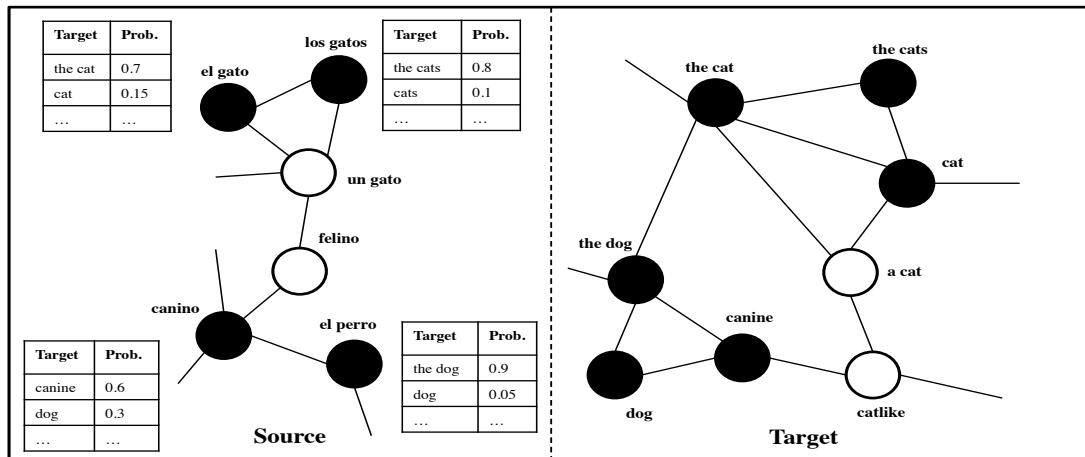 Target Prob.
the cat 0.7
cat 0.15
… …
el gato
los gatos
Target Prob.
the cats 0.8
cats 0.1
… …
un gato
felino
canino
el perro
Target Prob.
canine 0.6
dog 0.3
… …
Target Prob.
the dog 0.9
dog 0.05
… …
Source
the cat
the cats
cat
the dog
a cat
canine
dog
catlike
Target